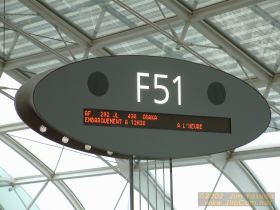 F51
AF 292 JL 436 OSAKA
EMBARQUEMENT A 12H30 A L'HEURE